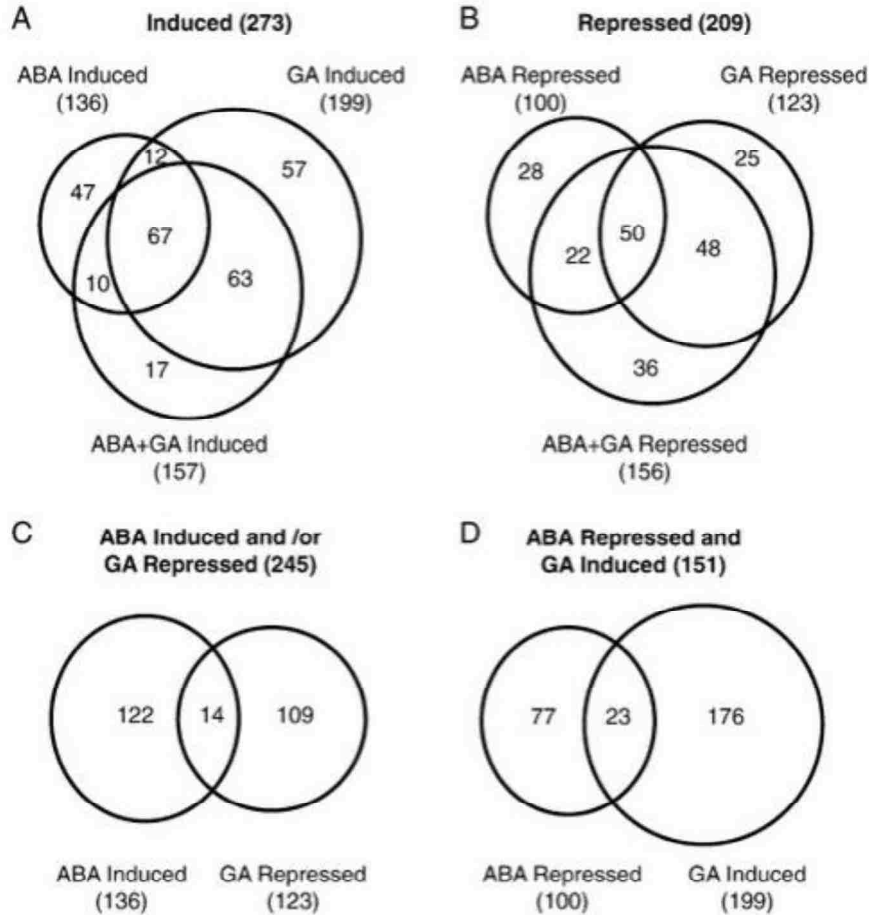 A
Induced (273)
ABA Induced
(136)
GA Induced
(199)
12
47
57
67
10
63
17
ABA+GA Induced
(157)
B
Repressed (209)
ABA Repressed
(100)
GA Repressed
(123)
28
25
50
22
48
36
ABA+GA Repressed
(156)
C
ABA Induced and /or
GA Repressed (245)
122
14
109
ABA Induced
(136)
GA Repressed
(123)
D
ABA Repressed and
GA Induced (151)
77
23
176
ABA Repressed
(100)
GA Induced
(199)